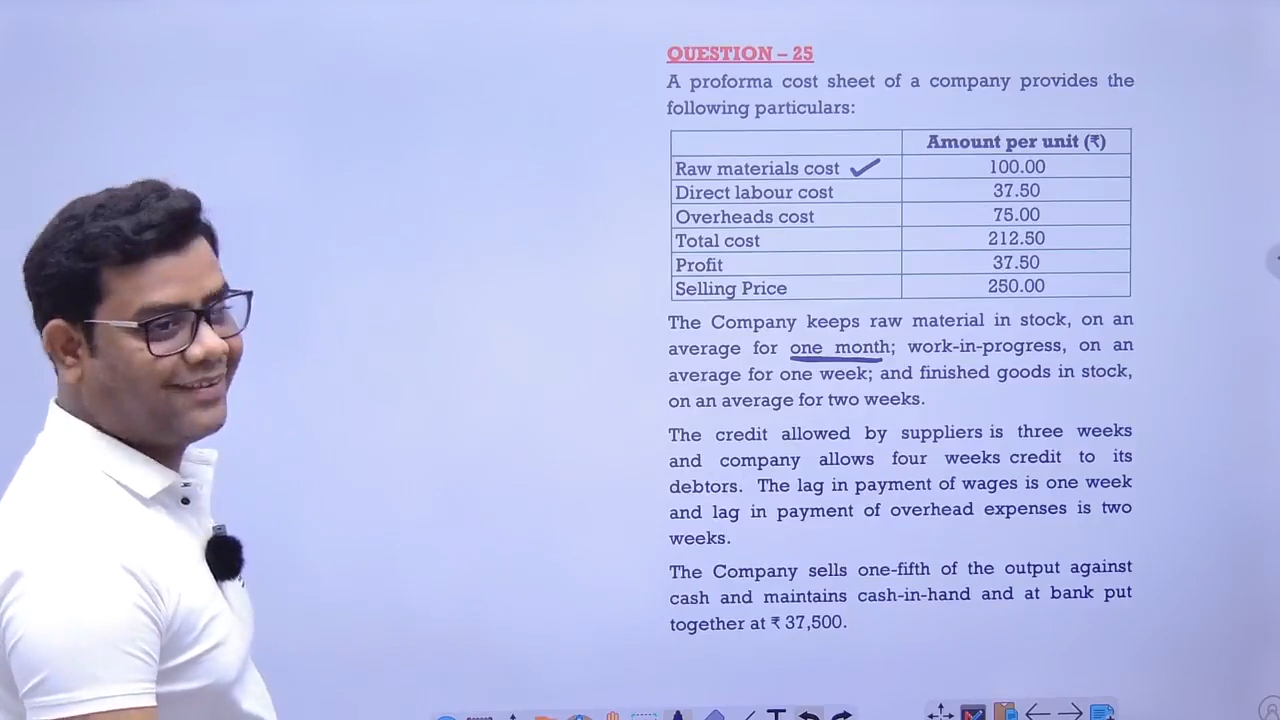 QUESTION – 25
A proforma cost sheet of a company provides the
following particulars:
Amount per unit (₹)
Raw materials cost 100.00
Direct labour cost 37.50
Overheads cost 75.00
Total cost 212.50
Profit 37.50
Selling Price 250.00
The Company keeps raw material in stock, on an
average for one month; work-in-progress, on an
average for one week; and finished goods in stock,
on an average for two weeks.
The credit allowed by suppliers is three weeks
and company allows four weeks credit to its
debtors. The lag in payment of wages is one week
and lag in payment of overhead expenses is two
weeks.
The Company sells one-fifth of the output against
cash and maintains cash-in-hand and at bank put
together at ₹ 37,500.